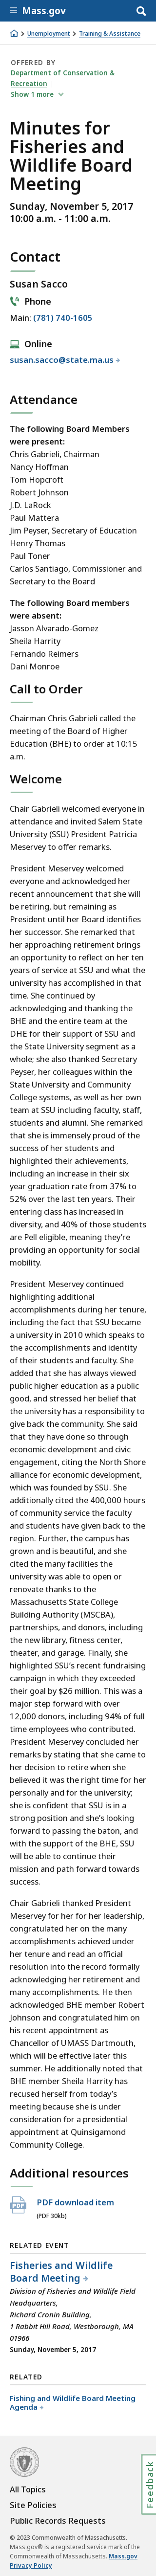 Mass.gov
Unemployment
Training & Assistance
OFFERED BY
Department of Conservation &
Recreation
Show 1 more
Minutes for
Fisheries and
Wildlife Board
Meeting
Sunday, November 5, 2017
10:00 a.m. - 11:00 a.m.
Contact
Susan Sacco
Phone
Main: (781) 740-1605
Online
susan.sacco@state.ma.us
Attendance
The following Board Members
were present:
Chris Gabrieli, Chairman
Nancy Hoffman
Tom Hopcroft
Robert Johnson
J.D. LaRock
Paul Mattera
Jim Peyser, Secretary of Education
Henry Thomas
Paul Toner
Carlos Santiago, Commissioner and
Secretary to the Board
The following Board members
were absent:
Jasson Alvarado-Gomez
Sheila Harrity
Fernando Reimers
Dani Monroe
Call to Order
Chairman Chris Gabrieli called the
meeting of the Board of Higher
Education (BHE) to order at 10:15
a.m.
Welcome
Chair Gabrieli welcomed everyone in
attendance and invited Salem State
University (SSU) President Patricia
Meservey to offer remarks.
President Meservey welcomed
everyone and acknowledged her
recent announcement that she will
be retiring, but remaining as
President until her Board identifies
her successor. She remarked that
her approaching retirement brings
an opportunity to reflect on her ten
years of service at SSU and what the
university has accomplished in that
time. She continued by
acknowledging and thanking the
BHE and the entire team at the
DHE for their support of SSU and
the State University segment as a
whole; she also thanked Secretary
Peyser, her colleagues within the
State University and Community
College systems, as well as her own
team at SSU including faculty, staff,
students and alumni. She remarked
that she is most proud of her
diverse students' success and
highlighted their achievements,
including an increase in their six
year graduation rate from 37% to
52% over the last ten years. Their
entering class has increased in
diversity, and 40% of those students
are Pell eligible, meaning they're
providing an opportunity for social
mobility.
President Meservey continued
highlighting additional
accomplishments during her tenure,
including the fact that SSU became
a university in 2010 which speaks to
the accomplishments and identity of
the students, staff and faculty. She
added that she has always viewed
public higher education as a public
good, and stressed her belief that
the university has a responsibility to
give back the community. She said
that they have done so through
economic development and civic
engagement, citing the North Shore
alliance for economic development,
which was founded by SSU. She
additionally cited the 400,000 hours
of community service the faculty
and students have given back to the
region. Further, the campus has
grown and is beautiful, and she
cited the many facilities the
university was able to open or
renovate and extended thanks to
the Massachusetts State College
Building Authority (MSCBA),
partnerships, and donors, including
the new library, fitness center,
theater, and garage. Finally, she
highlighted SSU's recent fundraising
campaign in which they exceeded
their goal by $26 million. This was a
major step forward with over
12,000 donors, including 94% of full
time employees who contributed.
President Meservey concluded her
remarks by stating that she came to
her decision to retire when she
believed it was the right time for her
personally and for the university;
she is confident that SSU is in a
strong position and she's looking
forward to passing the baton, and
with the support of the BHE, SSU
will be able to continue their
mission and move forward towards
success.
Chair Gabrieli thanked President
Meservey for her for her leadership,
congratulated her on the many
accomplishments achieved under
her tenure and read an official
resolution into the record formally
acknowledging her retirement and
many accomplishments. He then
acknowledged BHE member Robert
Johnson and congratulated him on
his recent appointment as
Chancellor of UMASS Dartmouth,
which will be effective later this
summer. He additionally noted that
BHE member Sheila Harrity has
recused herself from today's
meeting because she is under
consideration for a presidential
appointment at Quinsigamond
Community College.
Additional resources
PDF
PDF download item
(PDF 30kb)
RELATED EVENT
Fisheries and Wildlife
Board Meeting
Division of Fisheries and Wildlife Field
Headquarters,
Richard Cronin Building,
1 Rabbit Hill Road, Westborough, MA
01966
Sunday, November 5, 2017
RELATED
Fishing and Wildlife Board Meeting
Agenda
Feedback
All Topics
Site Policies
Public Records Requests
© 2023 Commonwealth of Massachusetts.
Mass.gov® is a registered service mark of the
Commonwealth of Massachusetts. Mass.gov
Privacy Policy